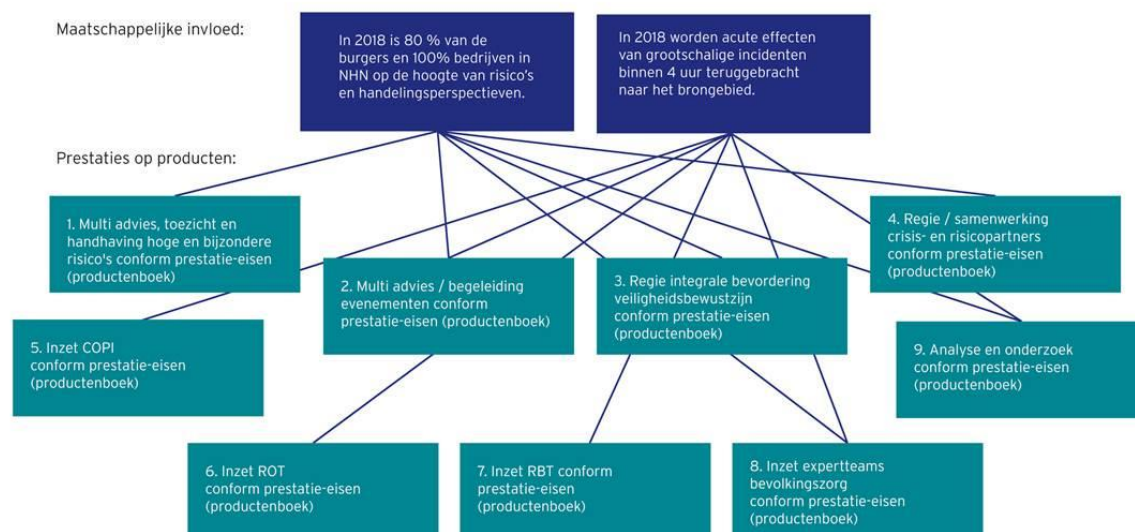 Maatschappelijke invloed:
In 2018 is 80 % van de
burgers en 100% bedrijven in
NHN op de hoogte van risico's
en handelingsperspectieven.
In 2018 worden acute effecten
van grootschalige incidenten
binnen 4 uur teruggebracht
naar het brongebied.
Prestaties op producten:
1. Multi advies, toezicht en
handhaving hoge en bijzondere
risico's conform prestatie-eisen
(productenboek)
2. Multi advies / begeleiding
evenementen conform
prestatie-eisen (productenboek)
3. Regie integrale bevordering
veiligheidsbewustzijn
conform prestatie-eisen
(productenboek)
4. Regie / samenwerking
crisis- en risicopartners
conform prestatie-eisen
(productenboek)
5. Inzet COPI
conform prestatie-eisen
(productenboek)
6. Inzet ROT
conform prestatie-eisen
(productenboek)
7. Inzet RBT conform
prestatie-eisen
(productenboek)
8. Inzet expertteams
bevolkingszorg
conform prestatie-eisen
(productenboek)
9. Analyse en onderzoek
conform prestatie-eisen
(productenboek)